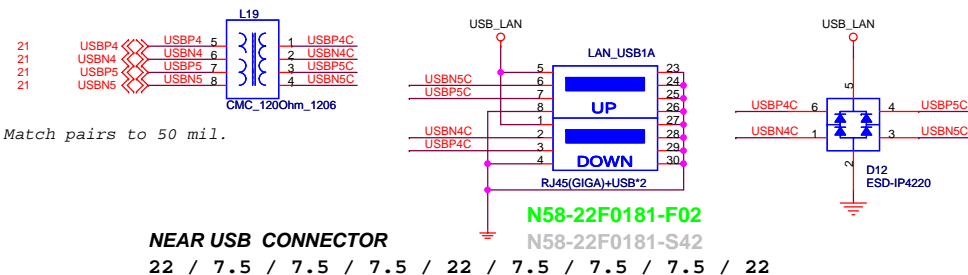 L19
21 USBP4 USBP4 5 1 USBP4C
21 USBN4 USBN4 6 2 USBN4C
21 USBP5 USBP5 7 3 USBP5C
21 USBN5 USBN5 8 4 USBN5C
CMC_120Ohm_1206
Match pairs to 50 mil.
USB_LAN
LAN_USB1A
5 23
USBN5C 6 24
USBP5C 7 25
8 UP 26
1 27
USBN4C 2 28
USBP4C 3 29
4 DOWN 30
RJ45(GIGA)+USB*2
N58-22F0181-F02
N58-22F0181-S42
USB_LAN
5
USBP4C 6 4 USBP5C
USBN4C 1 3 USBN5C
2
D12
ESD-IP4220
NEAR USB CONNECTOR
22 / 7.5 / 7.5 / 7.5 / 22 / 7.5 / 7.5 / 7.5 / 22